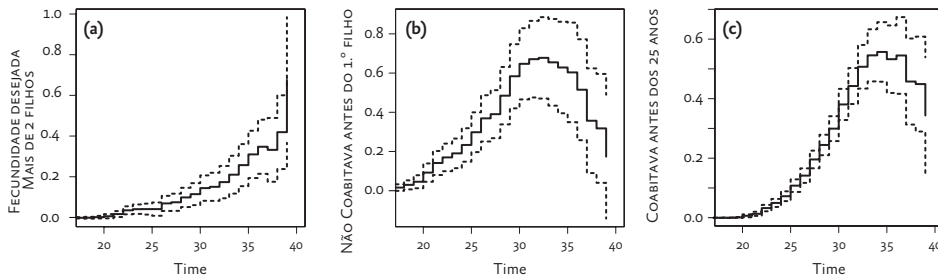 (a)
FECUNDIDADE DESEJADA
MAIS DE 2 FILHOS
1.0
0.8
0.6
0.4
0.2
0.0
20 25 30 35 40
Time
(b)
NÃO COABITAVA ANTES DO 1.º FILHO
0.8
0.6
0.4
0.2
0.0
20 25 30 35 40
Time
(c)
COABITAVA ANTES DOS 25 ANOS
0.6
0.4
0.2
0.0
20 25 30 35 40
Time